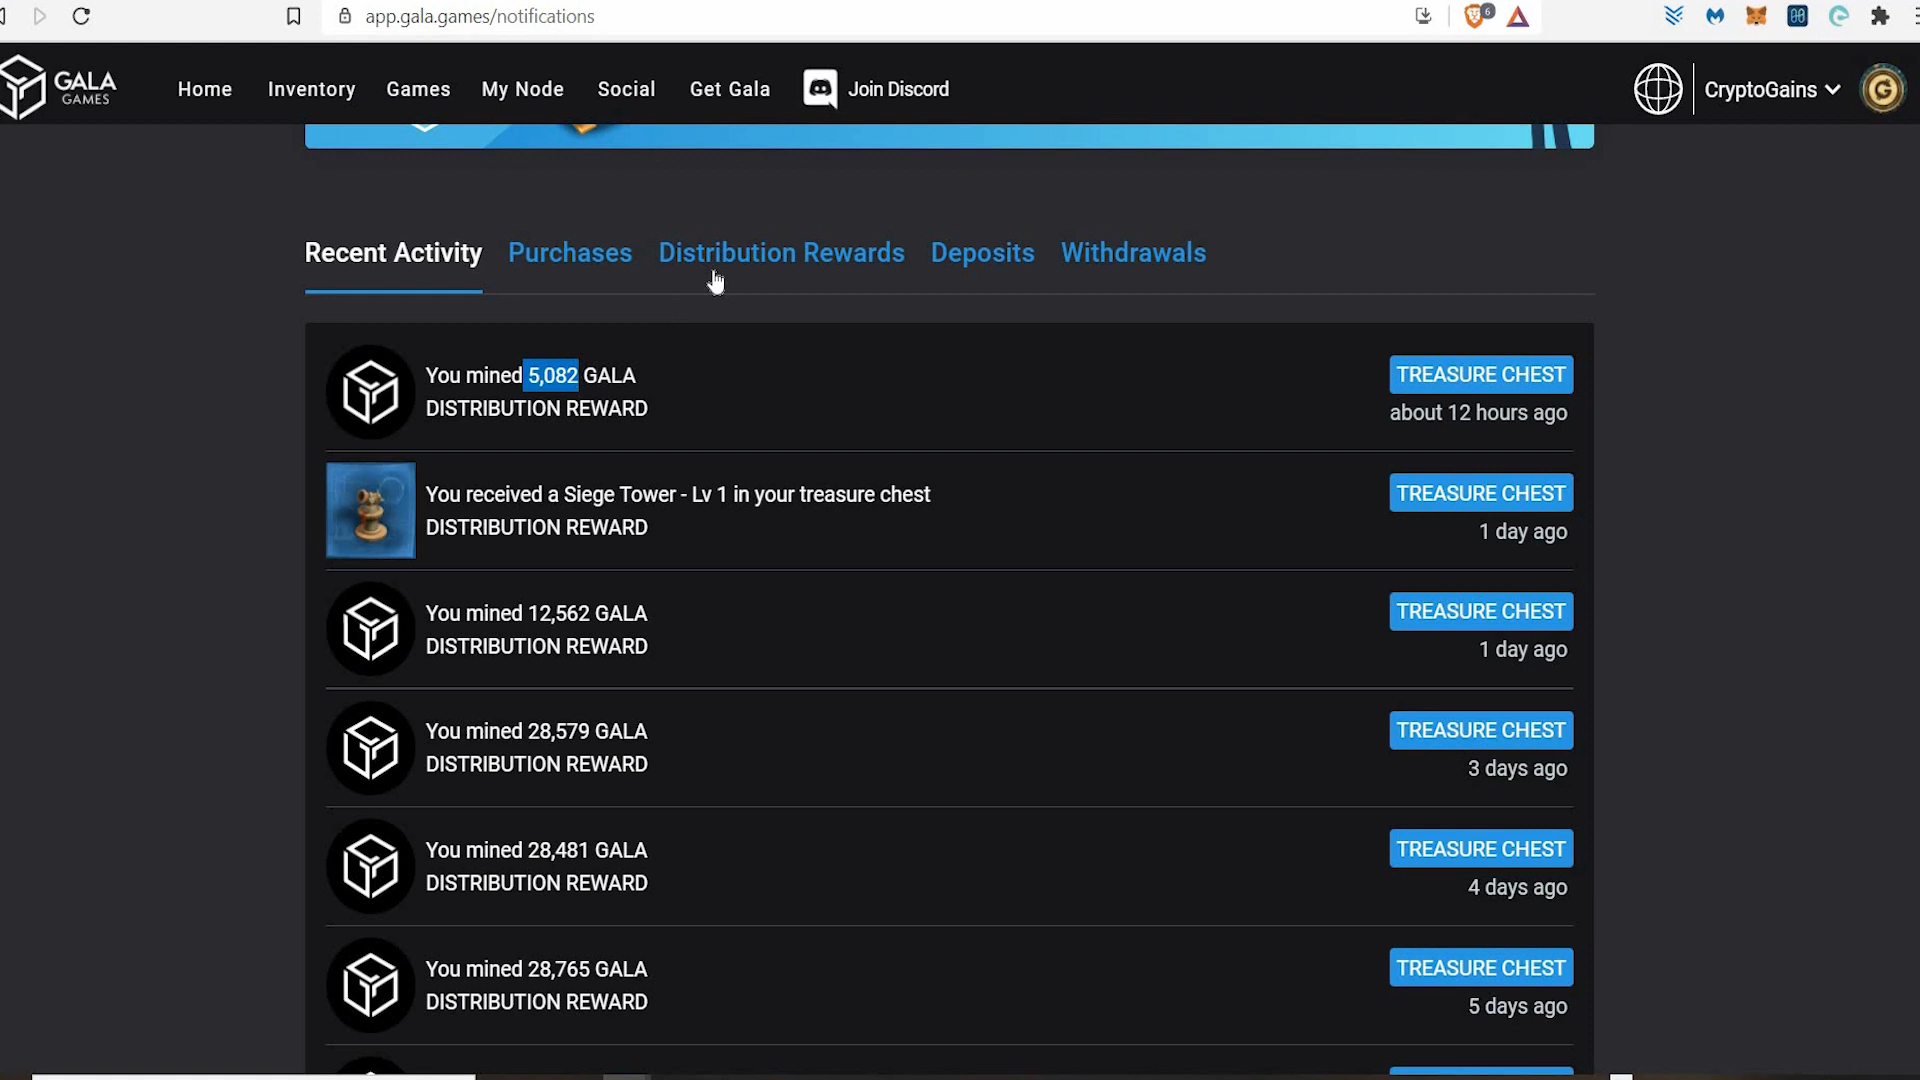 app.gala.games/notifications
6
GALA
GAMES
Home
Inventory
Games
My Node
Social
Get Gala
Join Discord
CryptoGains
G
Recent Activity
Purchases
Distribution Rewards
Deposits
Withdrawals
You mined 5,082 GALA
DISTRIBUTION REWARD
TREASURE CHEST
about 12 hours ago
You received a Siege Tower - Lv 1 in your treasure chest
DISTRIBUTION REWARD
TREASURE CHEST
1 day ago
You mined 12,562 GALA
DISTRIBUTION REWARD
TREASURE CHEST
1 day ago
You mined 28,579 GALA
DISTRIBUTION REWARD
TREASURE CHEST
3 days ago
You mined 28,481 GALA
DISTRIBUTION REWARD
TREASURE CHEST
4 days ago
You mined 28,765 GALA
DISTRIBUTION REWARD
TREASURE CHEST
5 days ago